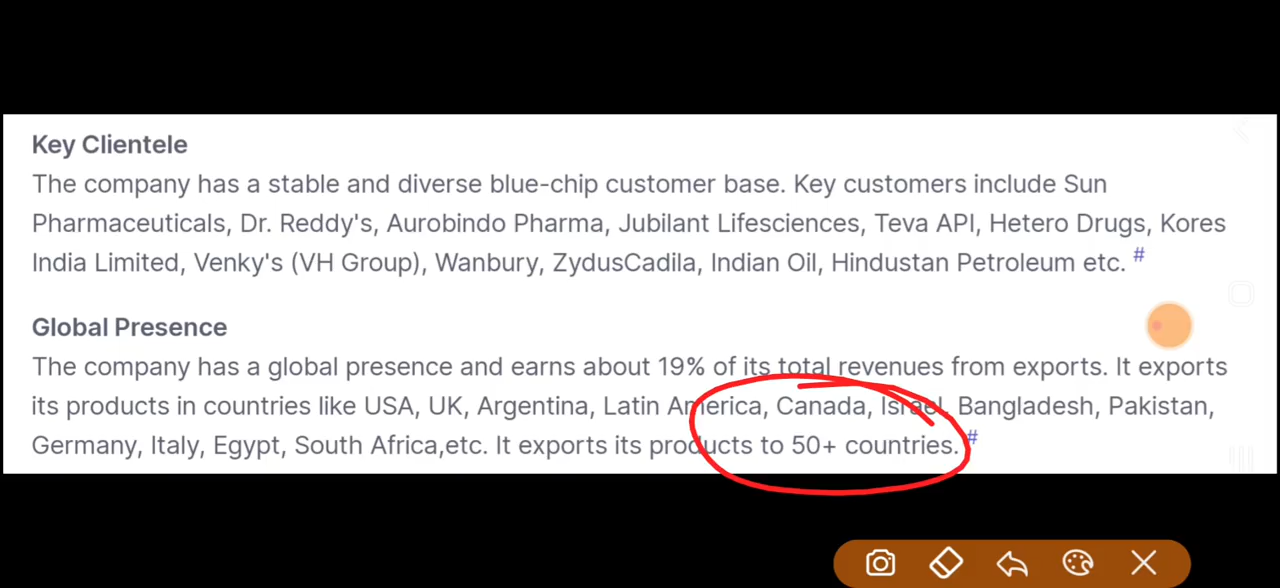 Key Clientele
The company has a stable and diverse blue-chip customer base. Key customers include Sun
Pharmaceuticals, Dr. Reddy's, Aurobindo Pharma, Jubilant Lifesciences, Teva API, Hetero Drugs, Kores
India Limited, Venky's (VH Group), Wanbury, ZydusCadila, Indian Oil, Hindustan Petroleum etc. #
Global Presence
The company has a global presence and earns about 19% of its total revenues from exports. It exports
its products in countries like USA, UK, Argentina, Latin America, Canada, Israel, Bangladesh, Pakistan,
Germany, Italy, Egypt, South Africa,etc. It exports its products to 50+ countries. #